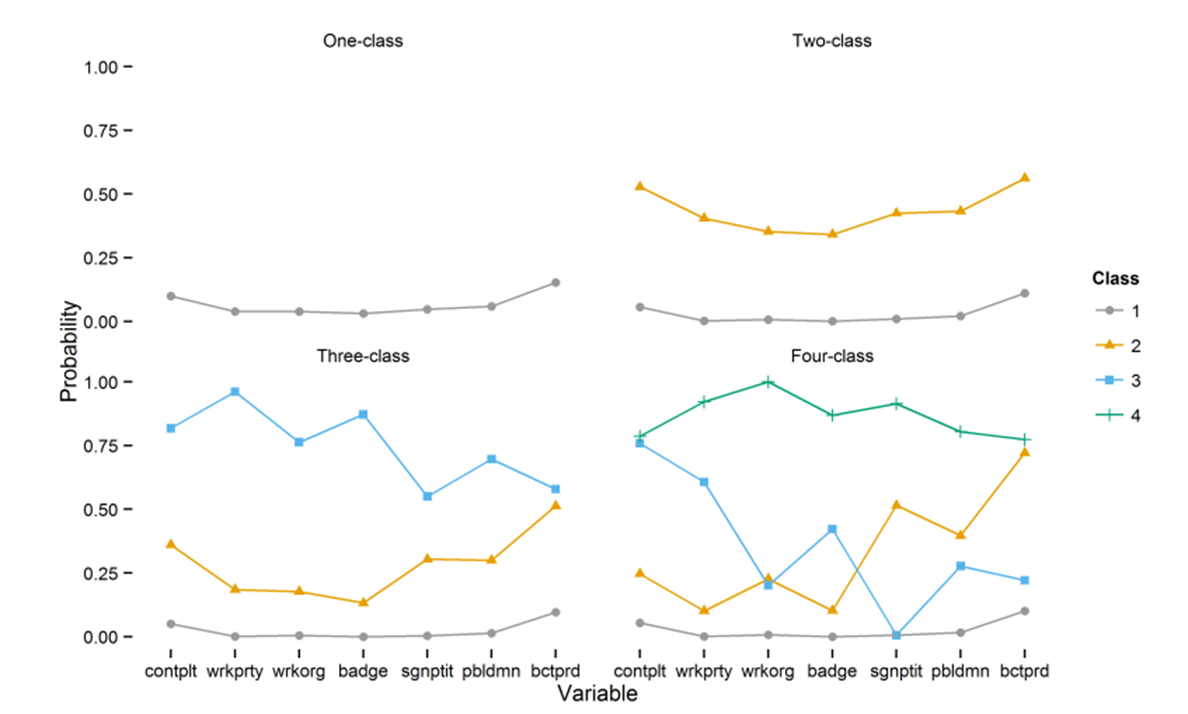 One-class
Two-class
1.00
0.75
0.50
0.25
0.00
Three-class
Four-class
1.00
0.75
0.50
0.25
0.00
Probability
contplt wrkprty wrkorg badge sgnptit pbldmn bctprd
contplt wrkprty wrkorg badge sgnptit pbldmn bctprd
Variable
Class
1
2
3
4